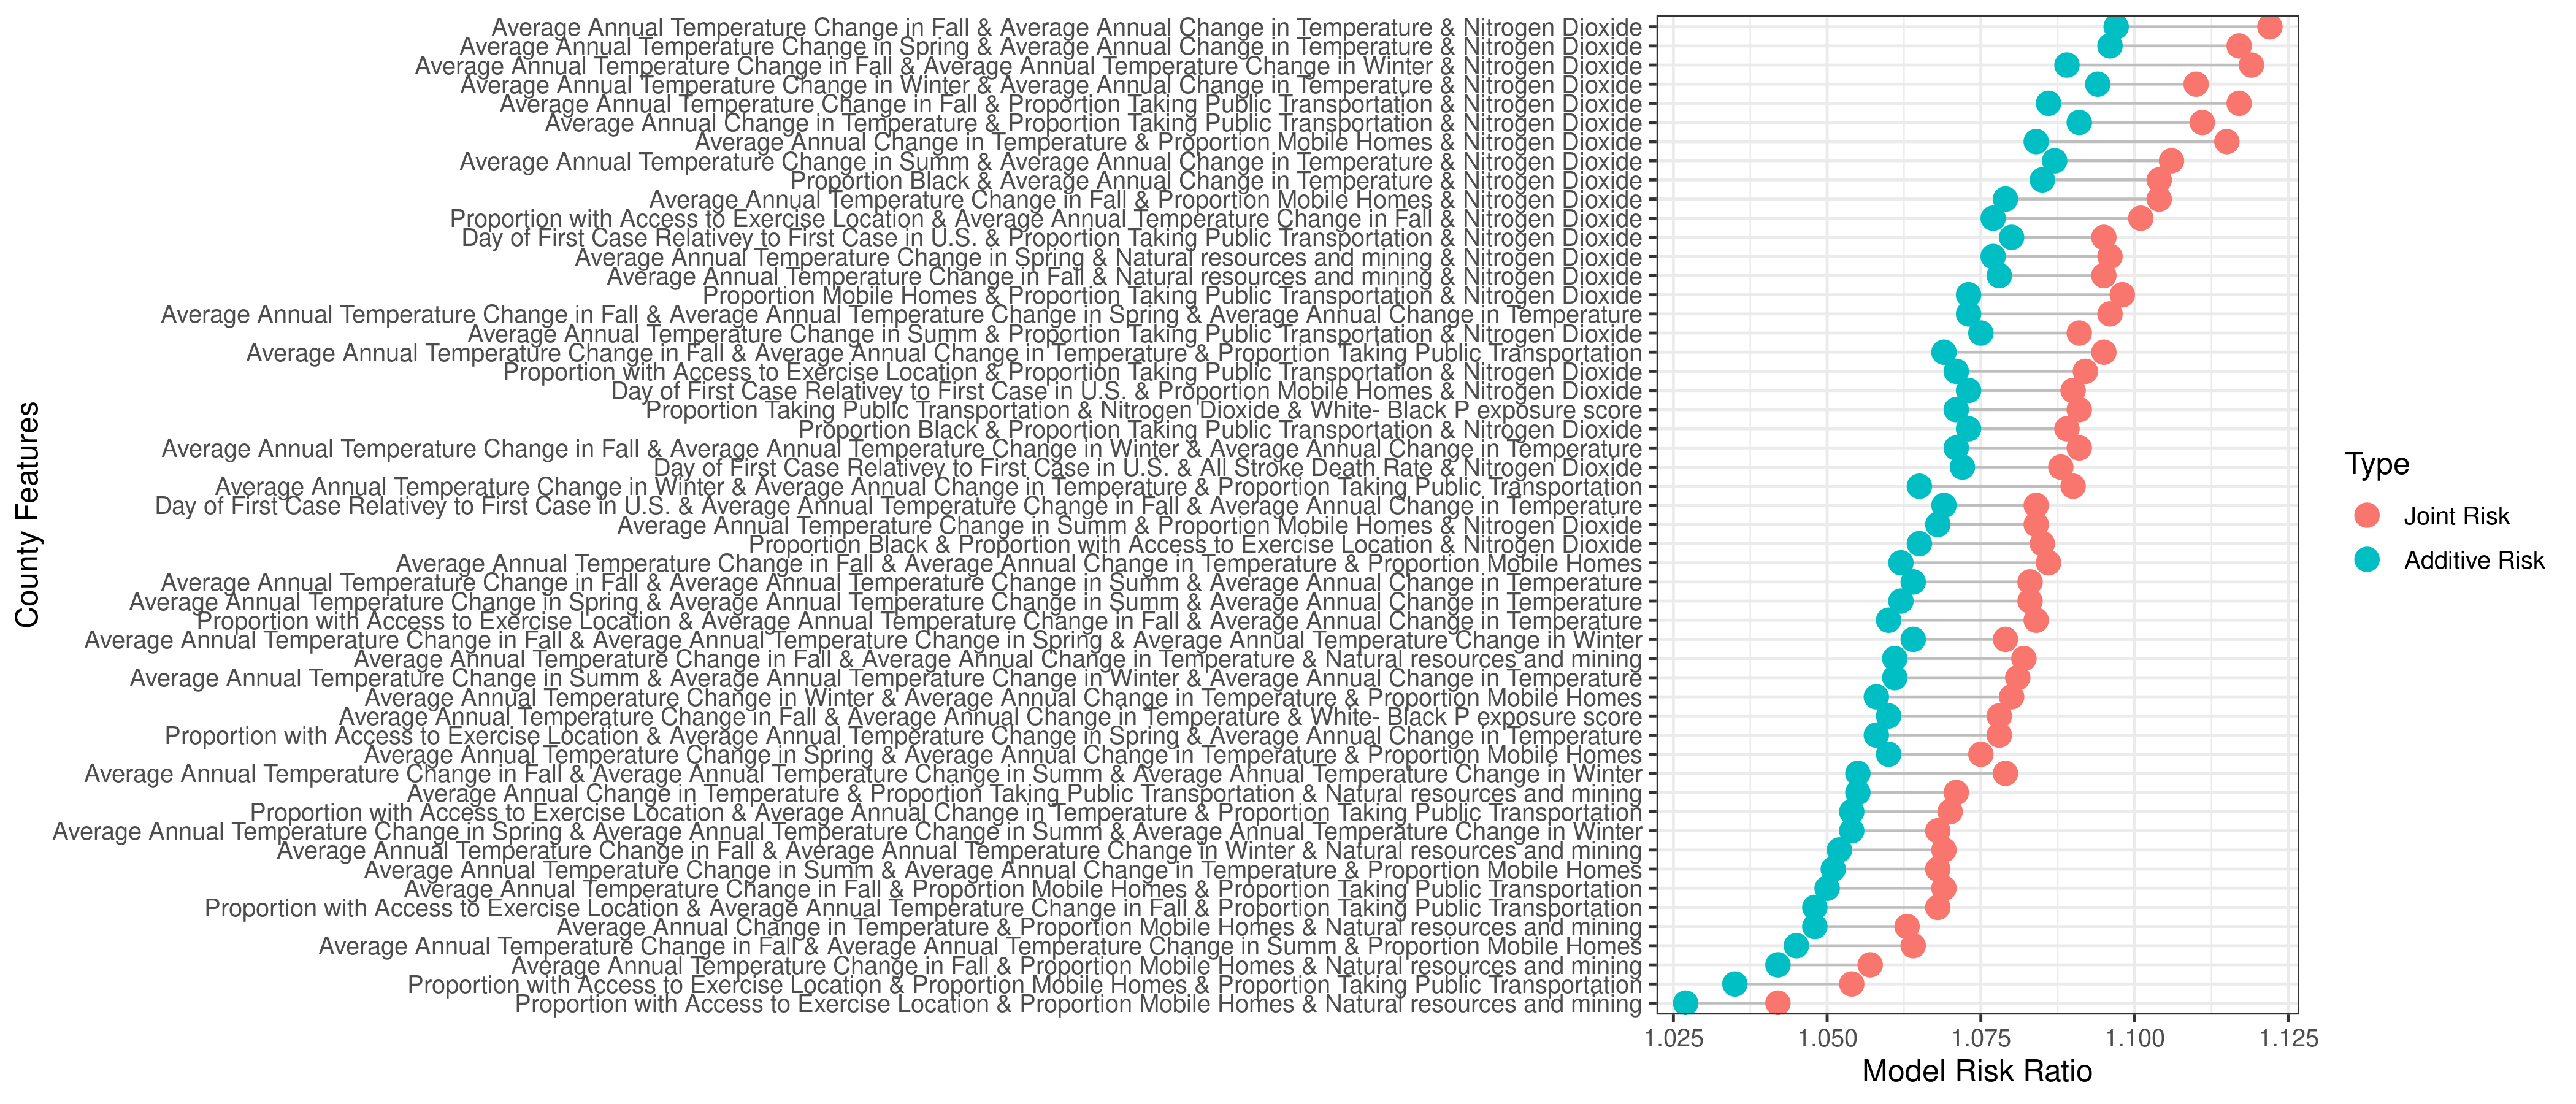 Average Annual Temperature Change in Fall & Average Annual Change in Temperature & Nitrogen Dioxide
Average Annual Temperature Change in Spring & Average Annual Change in Temperature & Nitrogen Dioxide
Average Annual Temperature Change in Fall & Average Annual Temperature Change in Winter & Nitrogen Dioxide
Average Annual Temperature Change in Winter & Average Annual Change in Temperature & Nitrogen Dioxide
Average Annual Temperature Change in Fall & Proportion Taking Public Transportation & Nitrogen Dioxide
Average Annual Change in Temperature & Proportion Taking Public Transportation & Nitrogen Dioxide
Average Annual Change in Temperature & Proportion Mobile Homes & Nitrogen Dioxide
Average Annual Temperature Change in Summ & Average Annual Change in Temperature & Nitrogen Dioxide
Proportion Black & Average Annual Change in Temperature & Nitrogen Dioxide
Average Annual Temperature Change in Fall & Proportion Mobile Homes & Nitrogen Dioxide
Proportion with Access to Exercise Location & Average Annual Temperature Change in Fall & Nitrogen Dioxide
Day of First Case Relativey to First Case in U.S. & Proportion Taking Public Transportation & Nitrogen Dioxide
Average Annual Temperature Change in Spring & Natural resources and mining & Nitrogen Dioxide
Average Annual Temperature Change in Fall & Natural resources and mining & Nitrogen Dioxide
Proportion Mobile Homes & Proportion Taking Public Transportation & Nitrogen Dioxide
Average Annual Temperature Change in Fall & Average Annual Temperature Change in Spring & Average Annual Change in Temperature
Average Annual Temperature Change in Summ & Proportion Taking Public Transportation & Nitrogen Dioxide
Average Annual Temperature Change in Fall & Average Annual Change in Temperature & Proportion Taking Public Transportation
Proportion with Access to Exercise Location & Proportion Taking Public Transportation & Nitrogen Dioxide
Day of First Case Relativey to First Case in U.S. & Proportion Mobile Homes & Nitrogen Dioxide
Proportion Taking Public Transportation & Nitrogen Dioxide & White- Black P exposure score
Proportion Black & Proportion Taking Public Transportation & Nitrogen Dioxide
Average Annual Temperature Change in Fall & Average Annual Temperature Change in Winter & Average Annual Change in Temperature
Day of First Case Relativey to First Case in U.S. & All Stroke Death Rate & Nitrogen Dioxide
Average Annual Temperature Change in Winter & Average Annual Change in Temperature & Proportion Taking Public Transportation
Day of First Case Relativey to First Case in U.S. & Average Annual Temperature Change in Fall & Average Annual Change in Temperature
Average Annual Temperature Change in Summ & Proportion Mobile Homes & Nitrogen Dioxide
Proportion Black & Proportion with Access to Exercise Location & Nitrogen Dioxide
Average Annual Temperature Change in Fall & Average Annual Change in Temperature & Proportion Mobile Homes
Average Annual Temperature Change in Fall & Average Annual Temperature Change in Summ & Average Annual Change in Temperature
Average Annual Temperature Change in Spring & Average Annual Temperature Change in Summ & Average Annual Change in Temperature
Proportion with Access to Exercise Location & Average Annual Temperature Change in Fall & Average Annual Change in Temperature
Average Annual Temperature Change in Fall & Average Annual Temperature Change in Spring & Average Annual Temperature Change in Winter
Average Annual Temperature Change in Fall & Average Annual Change in Temperature & Natural resources and mining
Average Annual Temperature Change in Summ & Average Annual Temperature Change in Winter & Average Annual Change in Temperature
Average Annual Temperature Change in Winter & Average Annual Change in Temperature & Proportion Mobile Homes
Average Annual Temperature Change in Fall & Average Annual Change in Temperature & White- Black P exposure score
Proportion with Access to Exercise Location & Average Annual Temperature Change in Spring & Average Annual Change in Temperature
Average Annual Temperature Change in Spring & Average Annual Change in Temperature & Proportion Mobile Homes
Average Annual Temperature Change in Fall & Average Annual Temperature Change in Summ & Average Annual Temperature Change in Winter
Average Annual Change in Temperature & Proportion Taking Public Transportation & Natural resources and mining
Proportion with Access to Exercise Location & Average Annual Change in Temperature & Proportion Taking Public Transportation
Average Annual Temperature Change in Spring & Average Annual Temperature Change in Summ & Average Annual Temperature Change in Winter
Average Annual Temperature Change in Fall & Average Annual Temperature Change in Winter & Natural resources and mining
Average Annual Temperature Change in Summ & Average Annual Change in Temperature & Proportion Mobile Homes
Average Annual Temperature Change in Fall & Proportion Mobile Homes & Proportion Taking Public Transportation
Proportion with Access to Exercise Location & Average Annual Temperature Change in Fall & Proportion Taking Public Transportation
Average Annual Change in Temperature & Proportion Mobile Homes & Natural resources and mining
Average Annual Temperature Change in Fall & Average Annual Temperature Change in Summ & Proportion Mobile Homes
Average Annual Temperature Change in Fall & Proportion Mobile Homes & Natural resources and mining
Proportion with Access to Exercise Location & Proportion Mobile Homes & Proportion Taking Public Transportation
Proportion with Access to Exercise Location & Proportion Mobile Homes & Natural resources and mining
County Features
1.025 1.050 1.075 1.100 1.125
Model Risk Ratio
Type
Joint Risk
Additive Risk